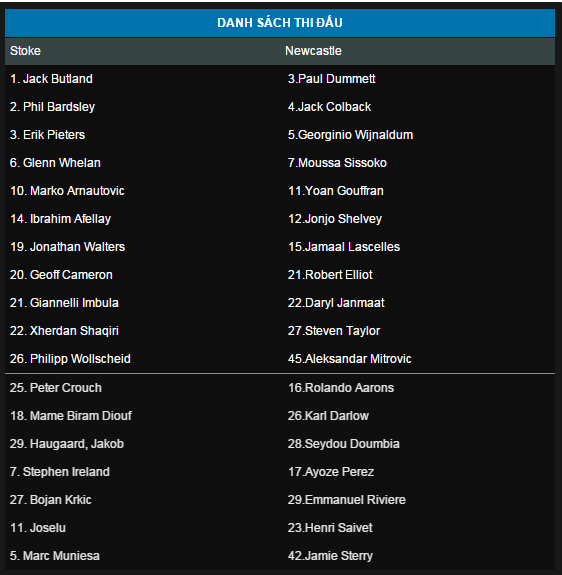 DANH SÁCH THI ĐẤU
Stoke Newcastle
1. Jack Butland 3.Paul Dummett
2. Phil Bardsley 4.Jack Colback
3. Erik Pieters 5.Georginio Wijnaldum
6. Glenn Whelan 7.Moussa Sissoko
10. Marko Arnautovic 11.Yoan Gouffran
14. Ibrahim Afellay 12.Jonjo Shelvey
19. Jonathan Walters 15.Jamaal Lascelles
20. Geoff Cameron 21.Robert Elliot
21. Giannelli Imbula 22.Daryl Janmaat
22. Xherdan Shaqiri 27.Steven Taylor
26. Philipp Wollscheid 45.Aleksandar Mitrovic
25. Peter Crouch 16.Rolando Aarons
18. Mame Biram Diouf 26.Karl Darlow
29. Haugaard, Jakob 28.Seydou Doumbia
7. Stephen Ireland 17.Ayoze Perez
27. Bojan Krkic 29.Emmanuel Riviere
11. Joselu 23.Henri Saivet
5. Marc Muniesa 42.Jamie Sterry